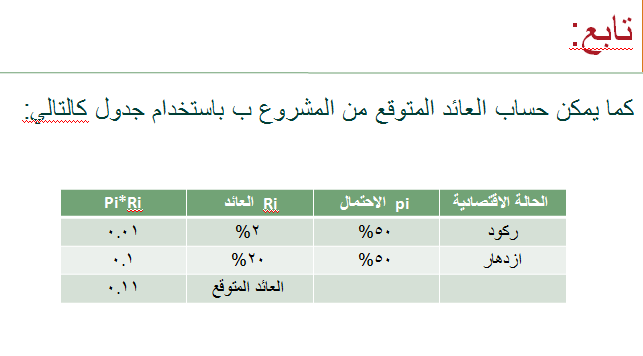 تابع:
كما يمكن حساب العائد المتوقع من المشروع ب باستخدام جدول كالتالي:
الحالة الاقتصادية pi الاحتمال Ri العائد Pi*Ri
ركود ٥٠% ٢% ٠.٠١
ازدهار ٥٠% ٢٠% ٠.١
العائد المتوقع ٠.١١